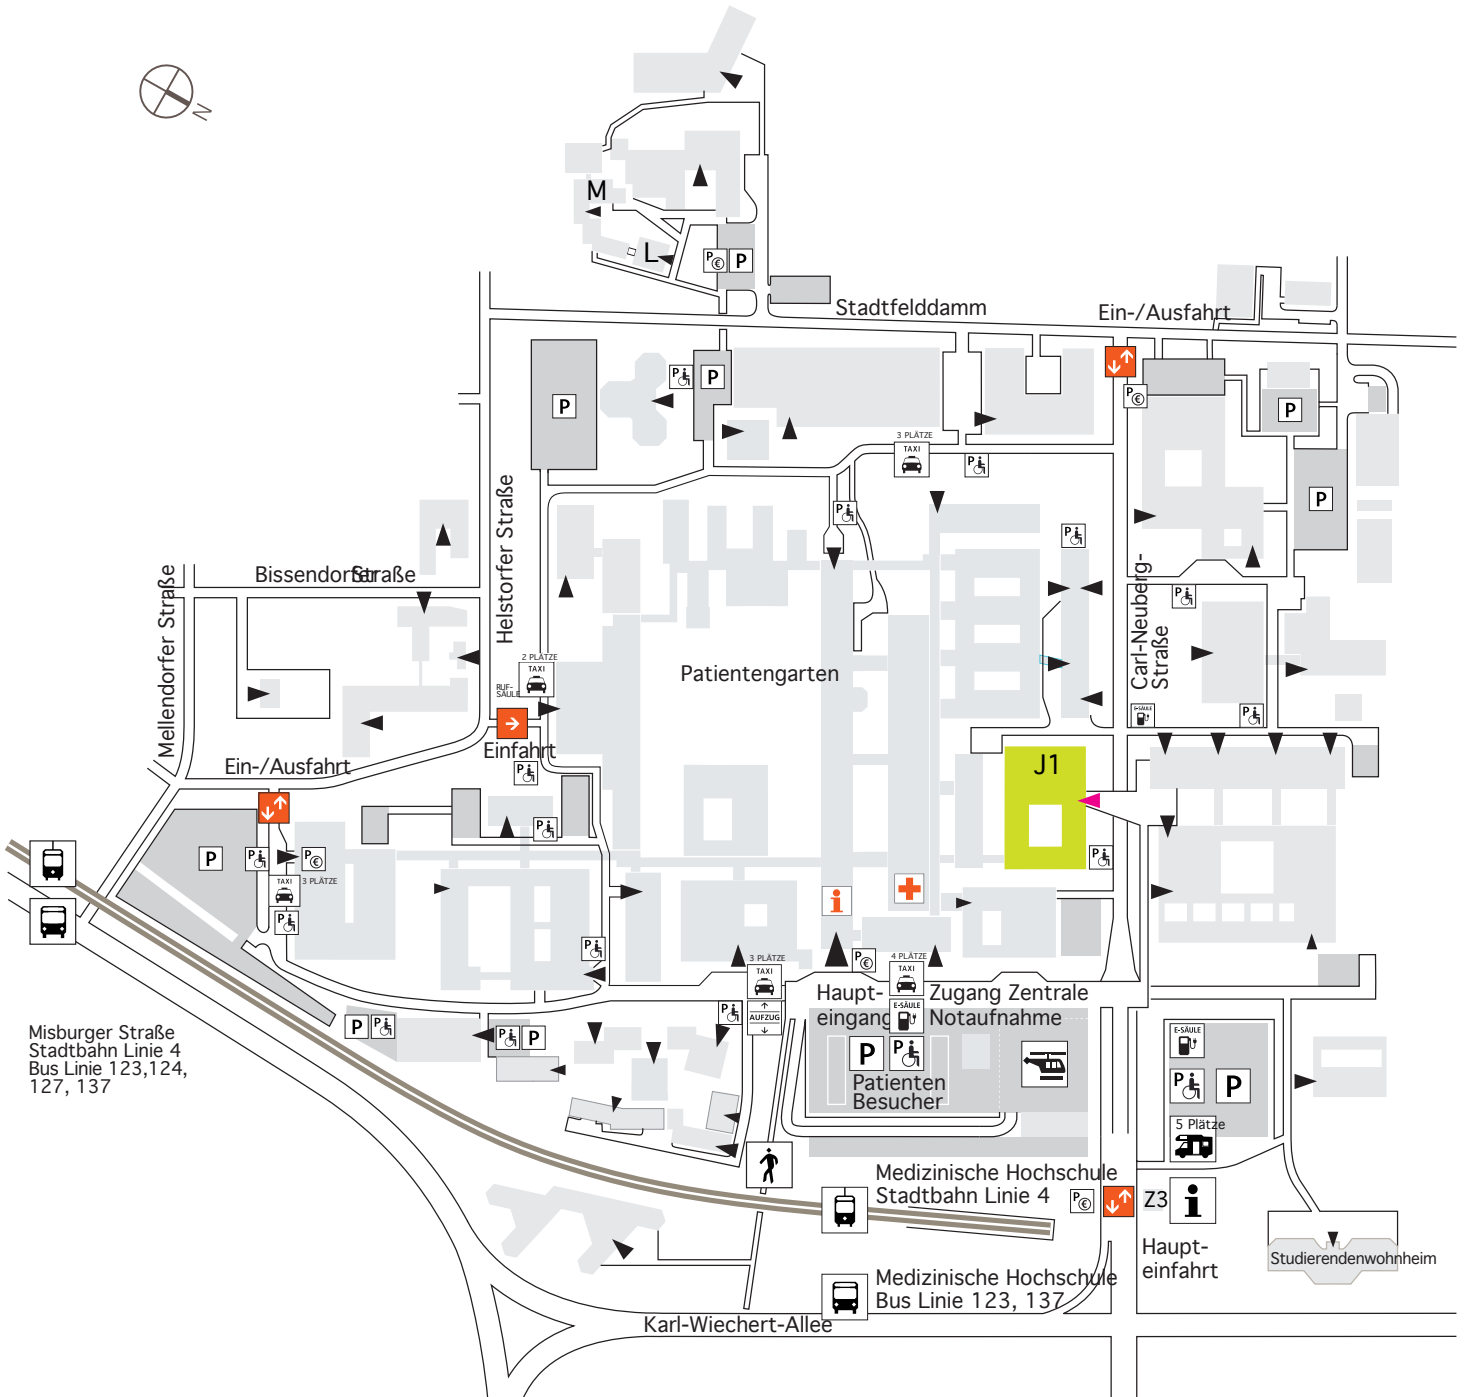 N
M
L
P €
P
Stadtfelddamm
Ein-/Ausfahrt
P
P
P
P €
P
3 PLÄTZE
TAXI
P
P
P
P
P
Helstorfer Straße
Bissendorfer Straße
Mellendorfer Straße
Carl-Neuberg-
Straße
P
2 PLÄTZE
TAXI
RUF-
SÄULE
Patientengarten
E-SÄULE
P
Einfahrt
Ein-/Ausfahrt
P
J1
P
P
P
P €
P
TAXI
3 PLÄTZE
P
i
P
P €
3 PLÄTZE
TAXI
4 PLÄTZE
TAXI
Haupt-
eingang
Zugang Zentrale
Notaufnahme
E-SÄULE
AUFZUG
P
P
P
P
P
Misburger Straße
Stadtbahn Linie 4
Bus Linie 123,124,
127, 137
P
P
Patienten
Besucher
E-SÄULE
P
P
5 Plätze
Medizinische Hochschule
Stadtbahn Linie 4
P €
Z3
i
Haupt-
einfahrt
Studierendenwohnheim
Medizinische Hochschule
Bus Linie 123, 137
Karl-Wiechert-Allee